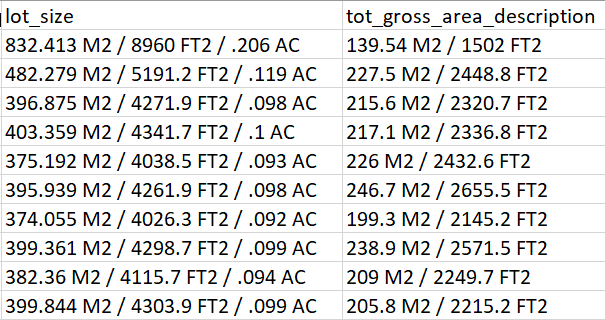 lot_size tot_gross_area_description
832.413 M2 / 8960 FT2 / .206 AC 139.54 M2 / 1502 FT2
482.279 M2 / 5191.2 FT2 / .119 AC 227.5 M2 / 2448.8 FT2
396.875 M2 / 4271.9 FT2 / .098 AC 215.6 M2 / 2320.7 FT2
403.359 M2 / 4341.7 FT2 / .1 AC 217.1 M2 / 2336.8 FT2
375.192 M2 / 4038.5 FT2 / .093 AC 226 M2 / 2432.6 FT2
395.939 M2 / 4261.9 FT2 / .098 AC 246.7 M2 / 2655.5 FT2
374.055 M2 / 4026.3 FT2 / .092 AC 199.3 M2 / 2145.2 FT2
399.361 M2 / 4298.7 FT2 / .099 AC 238.9 M2 / 2571.5 FT2
382.36 M2 / 4115.7 FT2 / .094 AC 209 M2 / 2249.7 FT2
399.844 M2 / 4303.9 FT2 / .099 AC 205.8 M2 / 2215.2 FT2